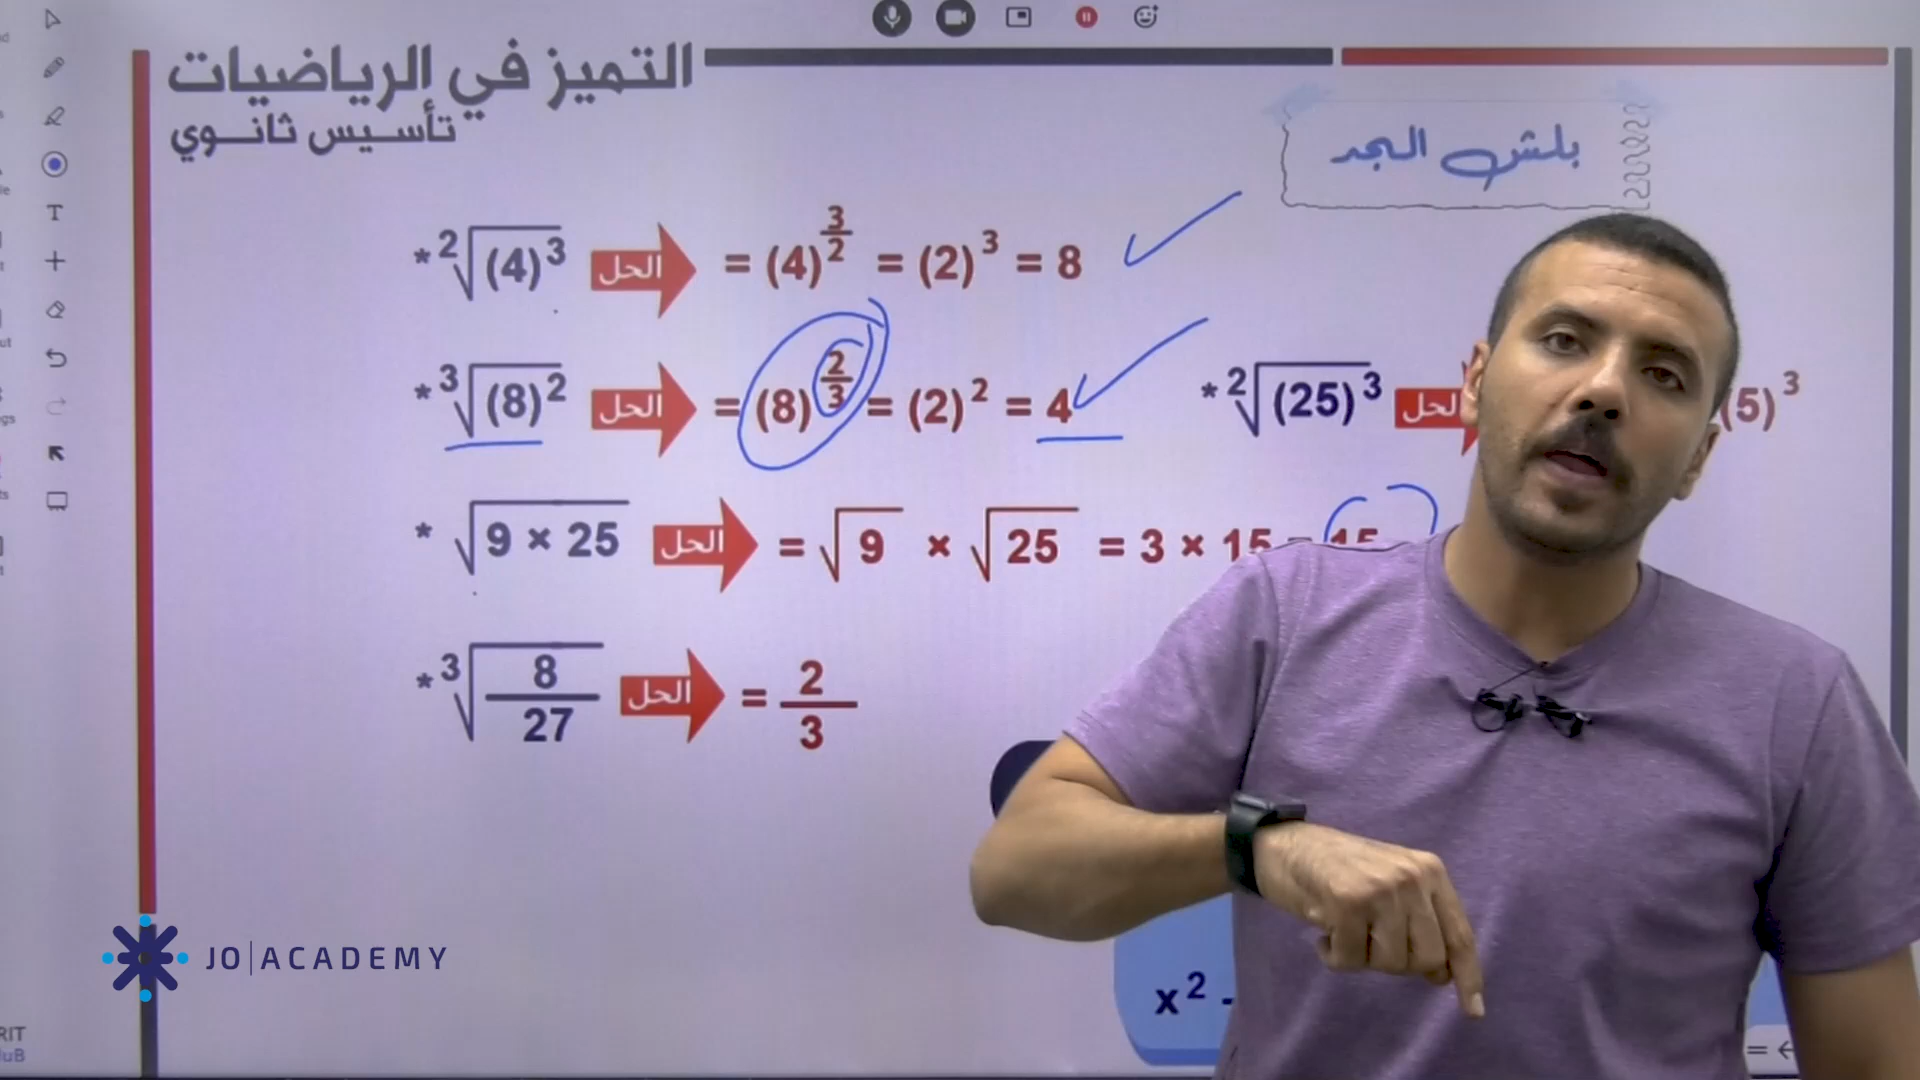 التميز في الرياضيات
تأسيس ثانوي
بلش الجد
* ²√(4)³ الحل = (4)^(3/2) = (2)³ = 8
* ³√(8)² الحل = (8)^(2/3) = (2)² = 4
* ²√(25)³ الحل (5)³
* √9 × 25 الحل = √9 × √25 = 3 × 15 = 15
* ³√(8/27) الحل = 2/3
JO|ACADEMY
x² -